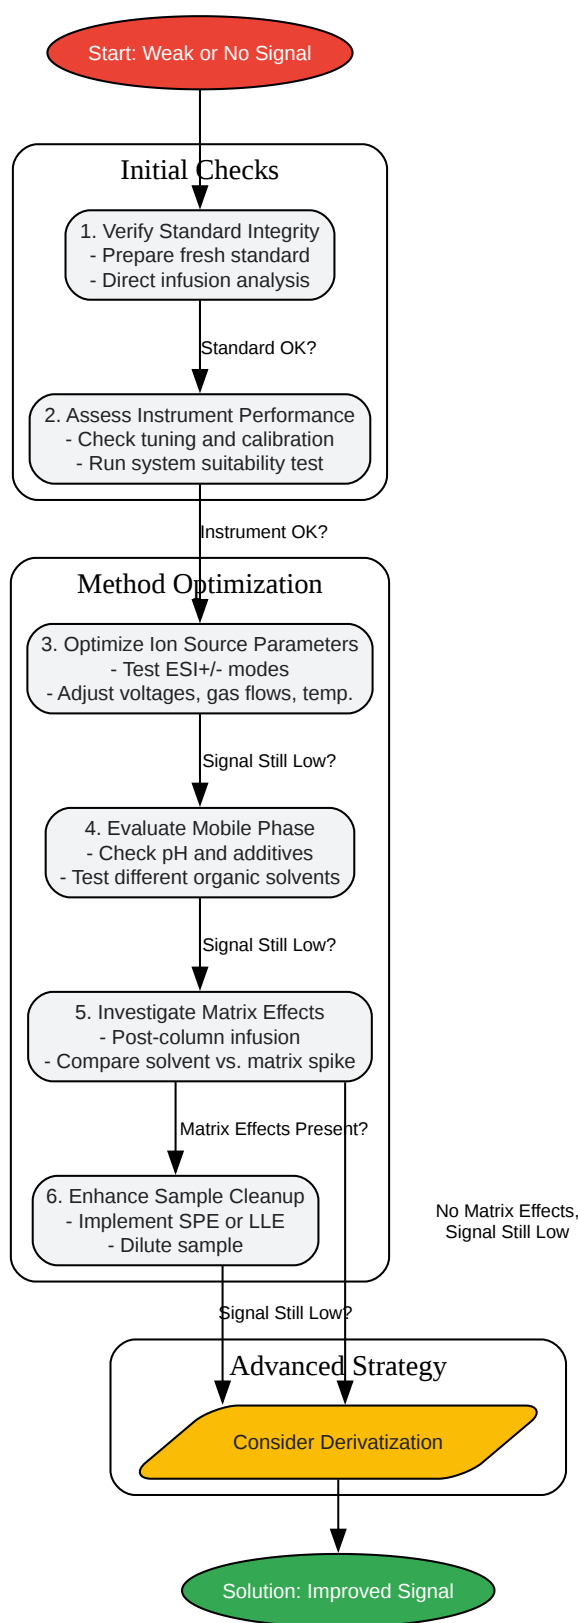 Start: Weak or No Signal
Initial Checks
1. Verify Standard Integrity
- Prepare fresh standard
- Direct infusion analysis
Standard OK?
2. Assess Instrument Performance
- Check tuning and calibration
- Run system suitability test
Instrument OK?
Method Optimization
3. Optimize Ion Source Parameters
- Test ESI+/- modes
- Adjust voltages, gas flows, temp.
Signal Still Low?
4. Evaluate Mobile Phase
- Check pH and additives
- Test different organic solvents
Signal Still Low?
5. Investigate Matrix Effects
- Post-column infusion
- Compare solvent vs. matrix spike
Matrix Effects Present?
6. Enhance Sample Cleanup
- Implement SPE or LLE
- Dilute sample
No Matrix Effects,
Signal Still Low
Signal Still Low?
Advanced Strategy
Consider Derivatization
Solution: Improved Signal